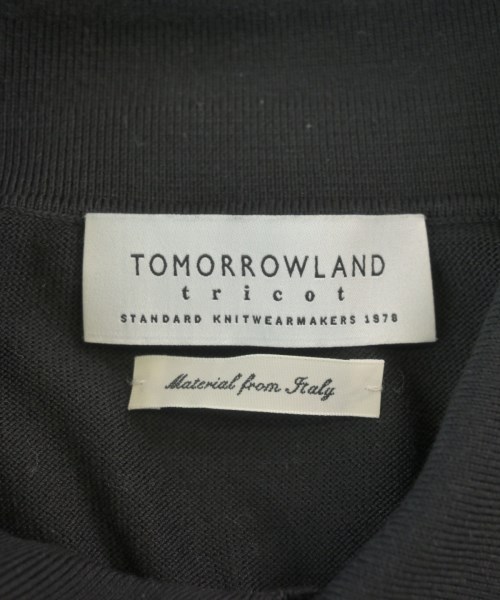 TOMORROWLAND
tricot
STANDARD KNITWEARMAKERS 1978
Material from Italy